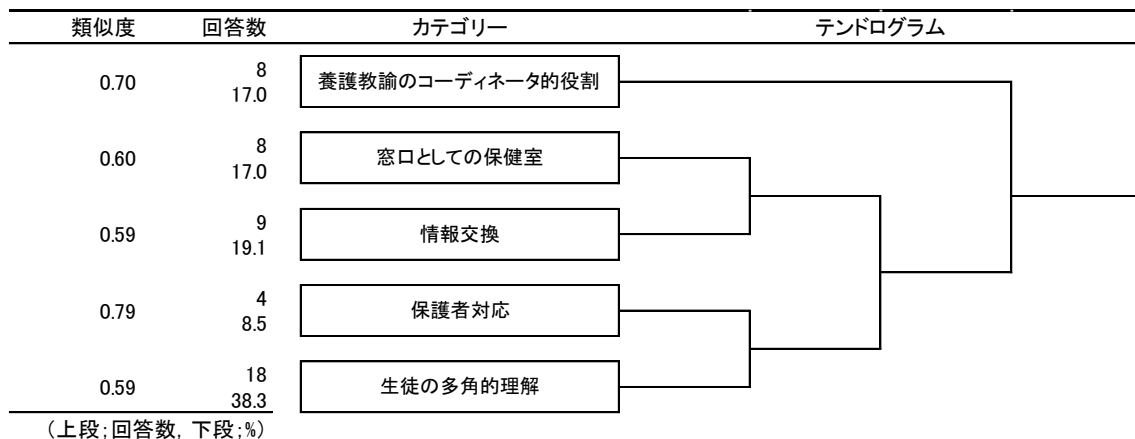 類似度 回答数 カテゴリー テンドログラム
0.70 8 養護教諭のコーディネータ的役割
17.0
0.60 8 窓口としての保健室
17.0
0.59 9 情報交換
19.1
0.79 4 保護者対応
8.5
0.59 18 生徒の多角的理解
38.3
（上段;回答数, 下段;%）